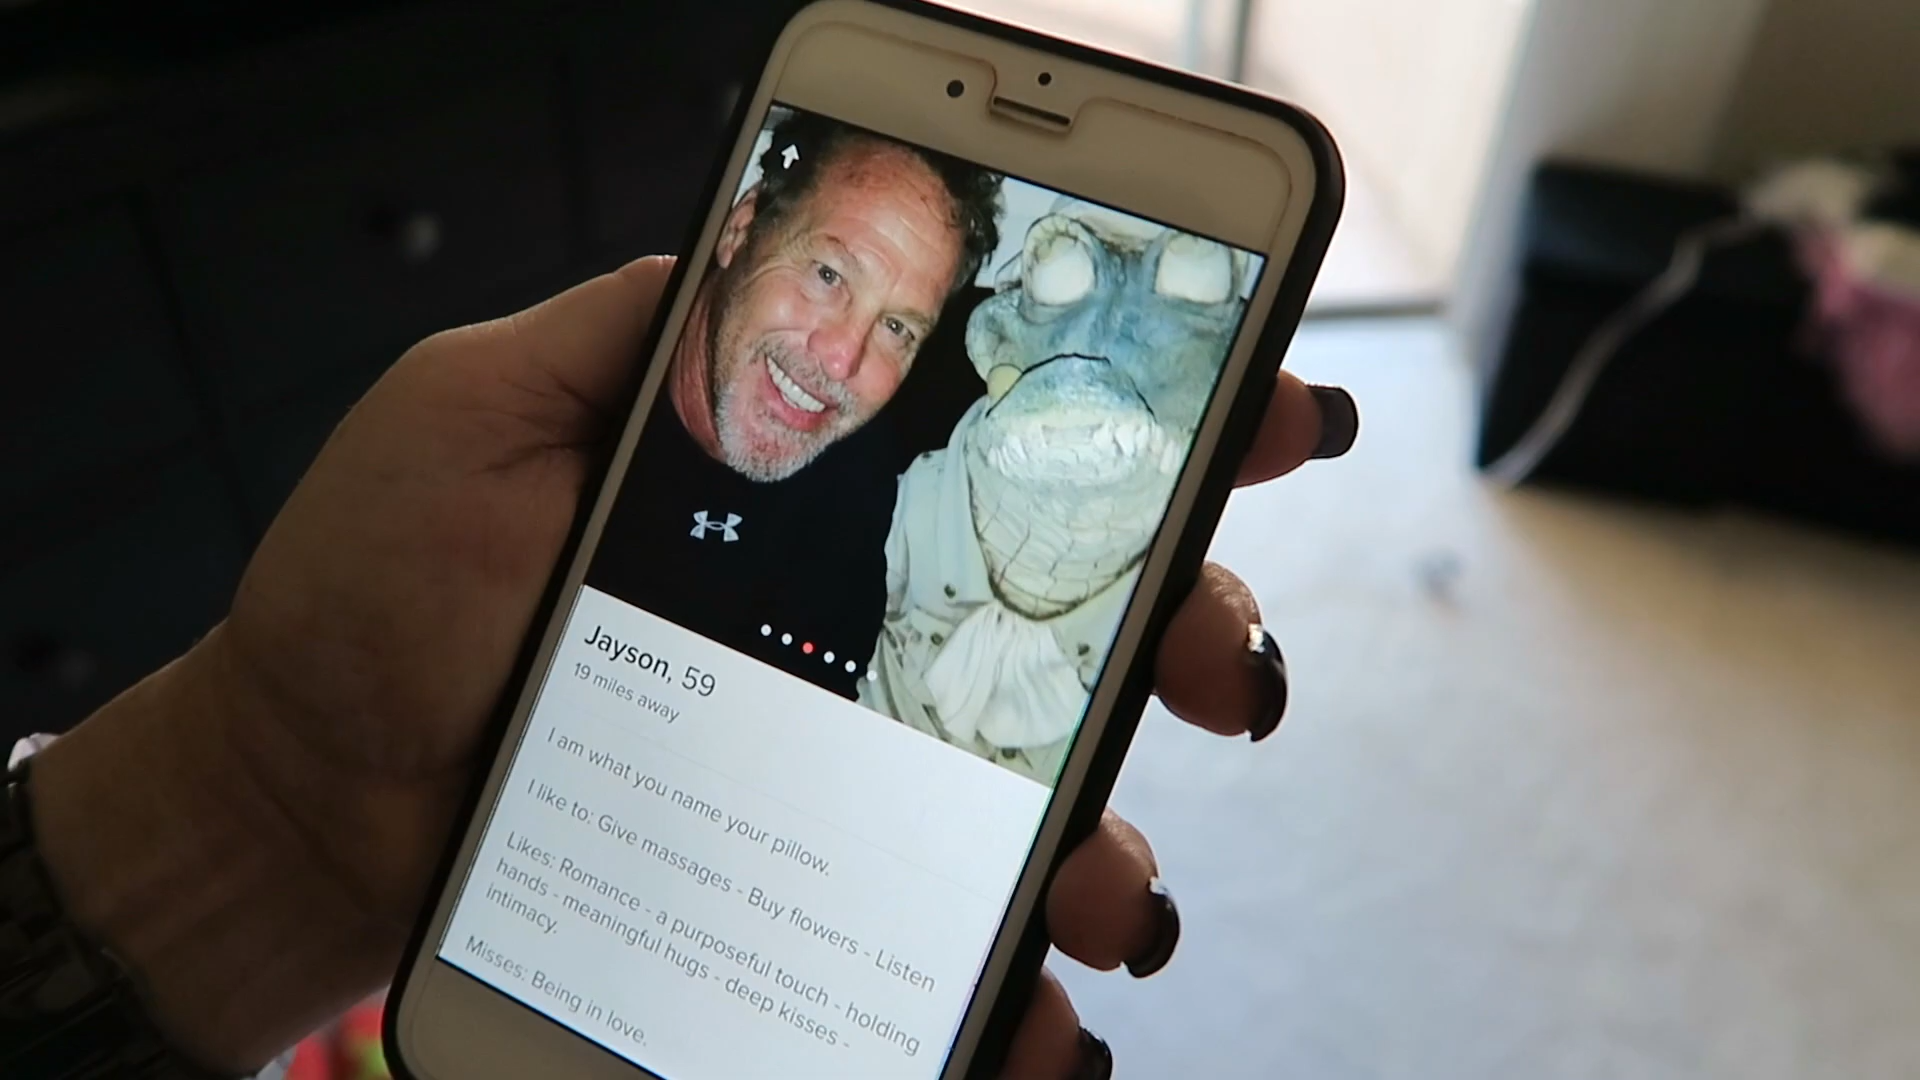 Jayson, 59
19 miles away
I am what you name your pillow.
I like to: Give massages - Buy flowers - Listen
Likes: Romance - a purposeful touch - holding
hands - meaningful hugs - deep kisses -
intimacy.
Misses: Being in love.